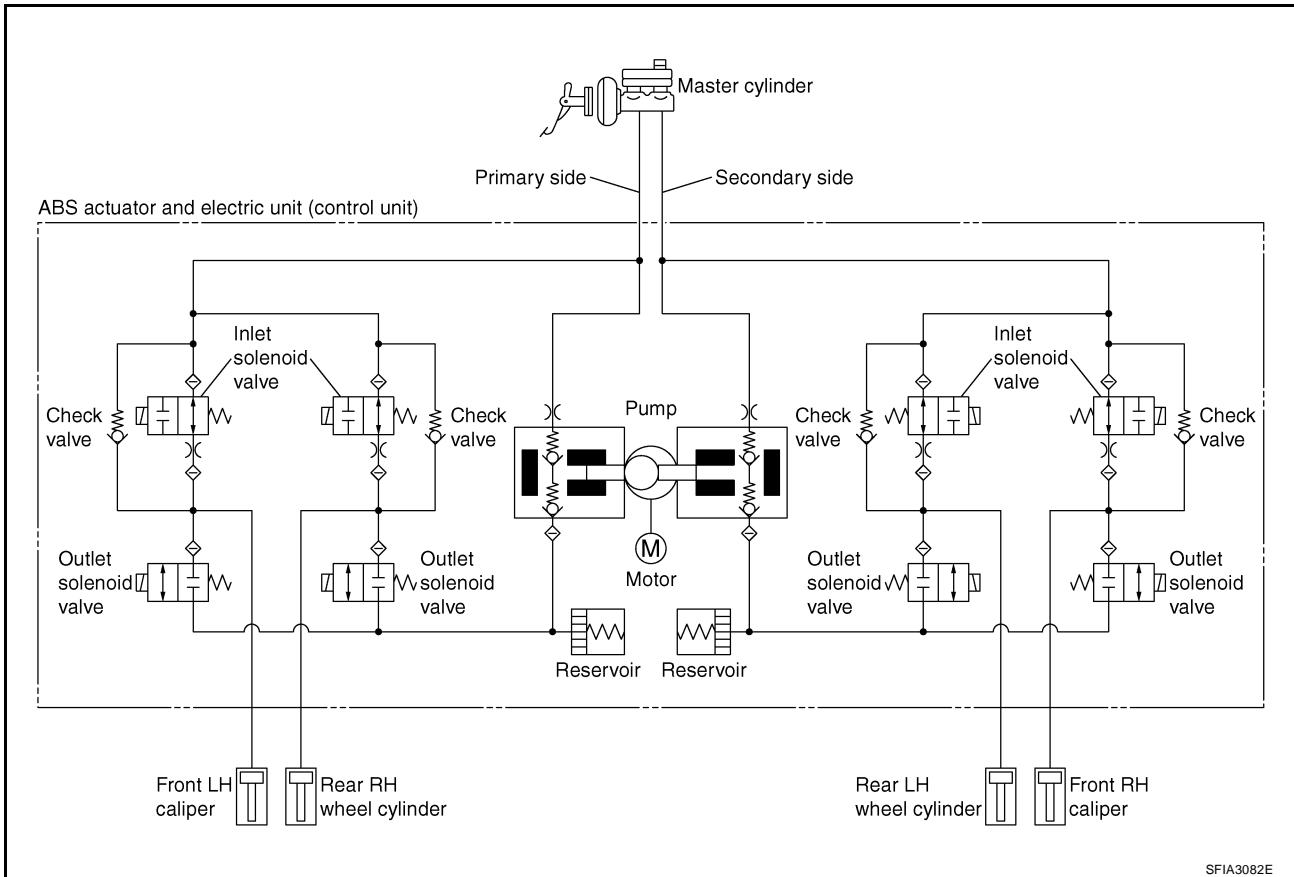 Master cylinder
Primary side
Secondary side
ABS actuator and electric unit (control unit)
Inlet
solenoid
valve
Inlet
solenoid
valve
Check
valve
Check
valve
Pump
Check
valve
Check
valve
M
Motor
Outlet
solenoid
valve
Outlet
solenoid
valve
Outlet
solenoid
valve
Outlet
solenoid
valve
Reservoir
Reservoir
Front LH
caliper
Rear RH
wheel cylinder
Rear LH
wheel cylinder
Front RH
caliper
SFIA3082E